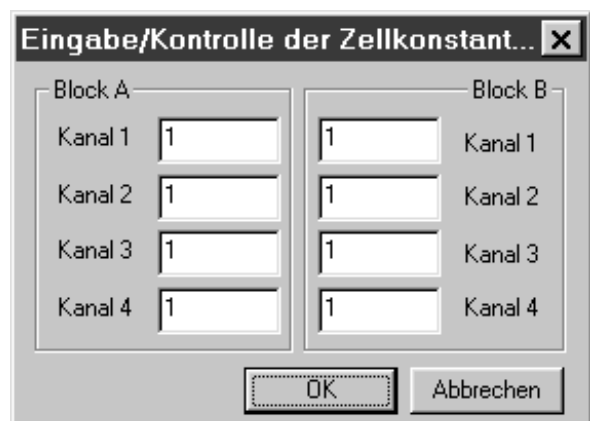 Eingabe/Kontrolle der Zellkonstant...
Block A Block B
Kanal 1 1 1 Kanal 1
Kanal 2 1 1 Kanal 2
Kanal 3 1 1 Kanal 3
Kanal 4 1 1 Kanal 4
OK Abbrechen